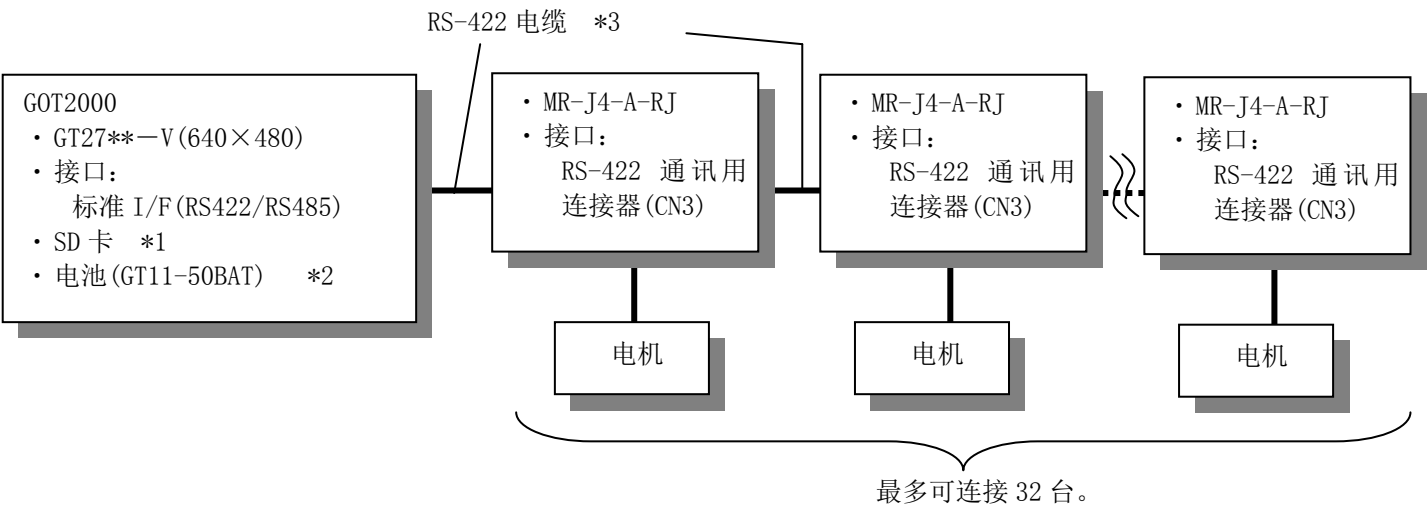 RS-422 电缆 *3
GOT2000
・GT27**－V(640×480)
・接口：
标准 I/F(RS422/RS485)
・SD 卡 *1
・电池(GT11-50BAT) *2
・MR-J4-A-RJ
・接口：
RS-422 通讯用
连接器(CN3)
・MR-J4-A-RJ
・接口：
RS-422 通讯用
连接器(CN3)
・MR-J4-A-RJ
・接口：
RS-422 通讯用
连接器(CN3)
电机
电机
电机
最多可连接 32 台。